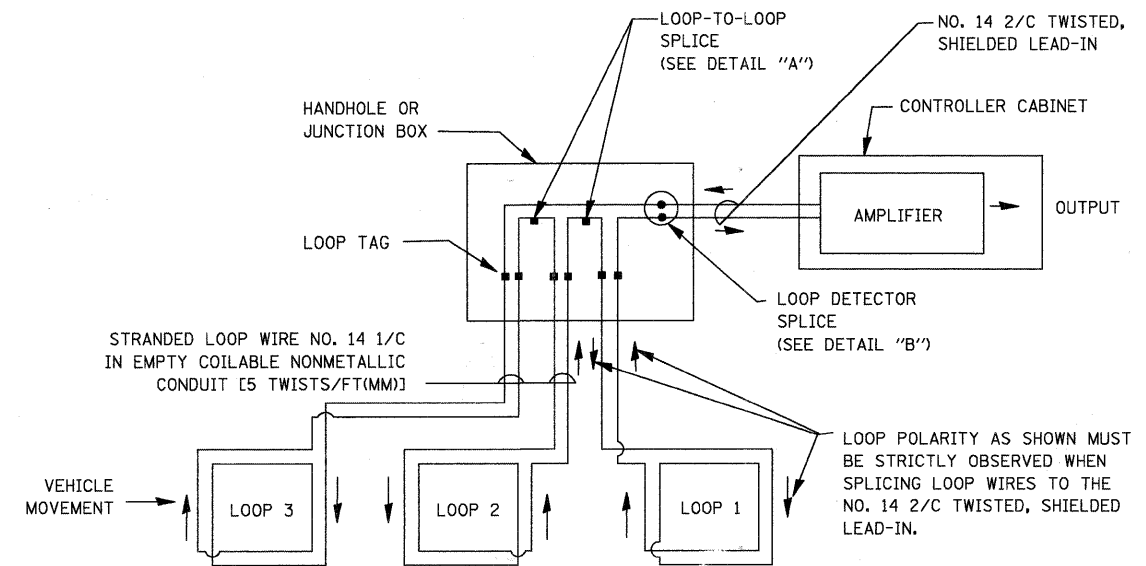 LOOP-TO-LOOP
SPLICE
(SEE DETAIL "A")
NO. 14 2/C TWISTED,
SHIELDED LEAD-IN
HANDHOLE OR
JUNCTION BOX
CONTROLLER CABINET
AMPLIFIER
OUTPUT
LOOP TAG
LOOP DETECTOR
SPLICE
(SEE DETAIL "B")
STRANDED LOOP WIRE NO. 14 1/C
IN EMPTY COILABLE NONMETALLIC
CONDUIT [5 TWISTS/FT(MM)]
LOOP POLARITY AS SHOWN MUST
BE STRICTLY OBSERVED WHEN
SPLICING LOOP WIRES TO THE
NO. 14 2/C TWISTED, SHIELDED
LEAD-IN.
VEHICLE
MOVEMENT
LOOP 3
LOOP 2
LOOP 1